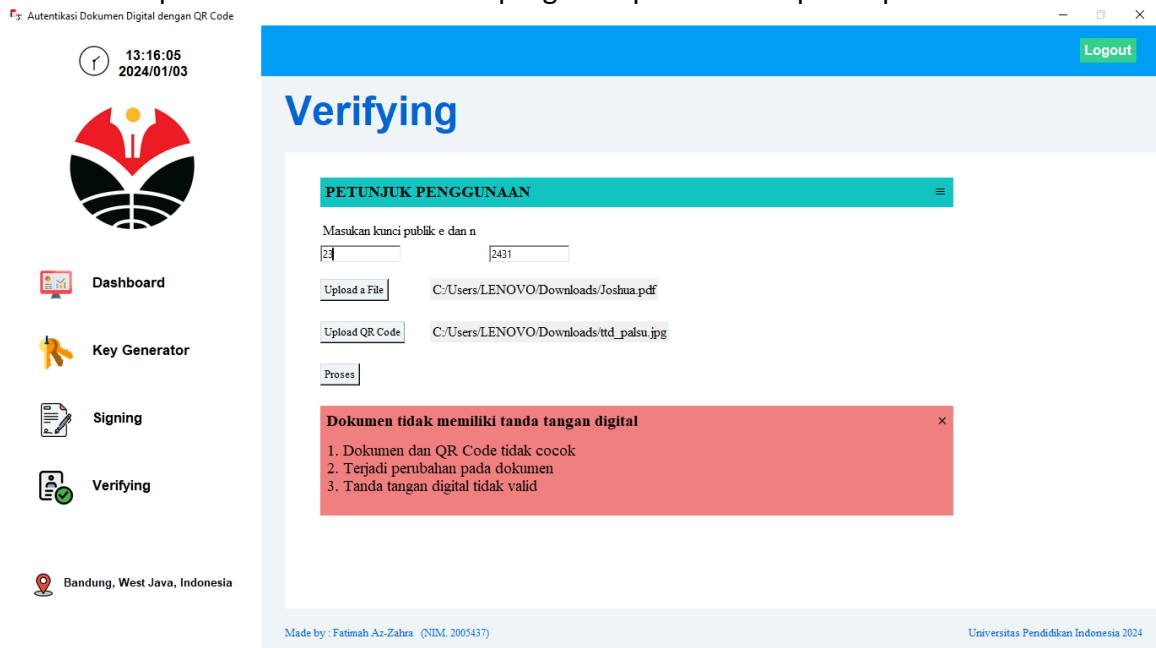 Autentikasi Dokumen Digital dengan QR Code
13:16:05
2024/01/03
Logout
Verifying
PETUNJUK PENGGUNAAN
Masukan kunci publik e dan n
23 2431
Upload a File C:/Users/LENOVO/Downloads/Joshua.pdf
Upload QR Code C:/Users/LENOVO/Downloads/ttd_palsu.jpg
Proses
Dokumen tidak memiliki tanda tangan digital
1. Dokumen dan QR Code tidak cocok
2. Terjadi perubahan pada dokumen
3. Tanda tangan digital tidak valid
Dashboard
Key Generator
Signing
Verifying
Bandung, West Java, Indonesia
Made by : Fatimah Az-Zahra (NIM. 2005437)
Universitas Pendidikan Indonesia 2024